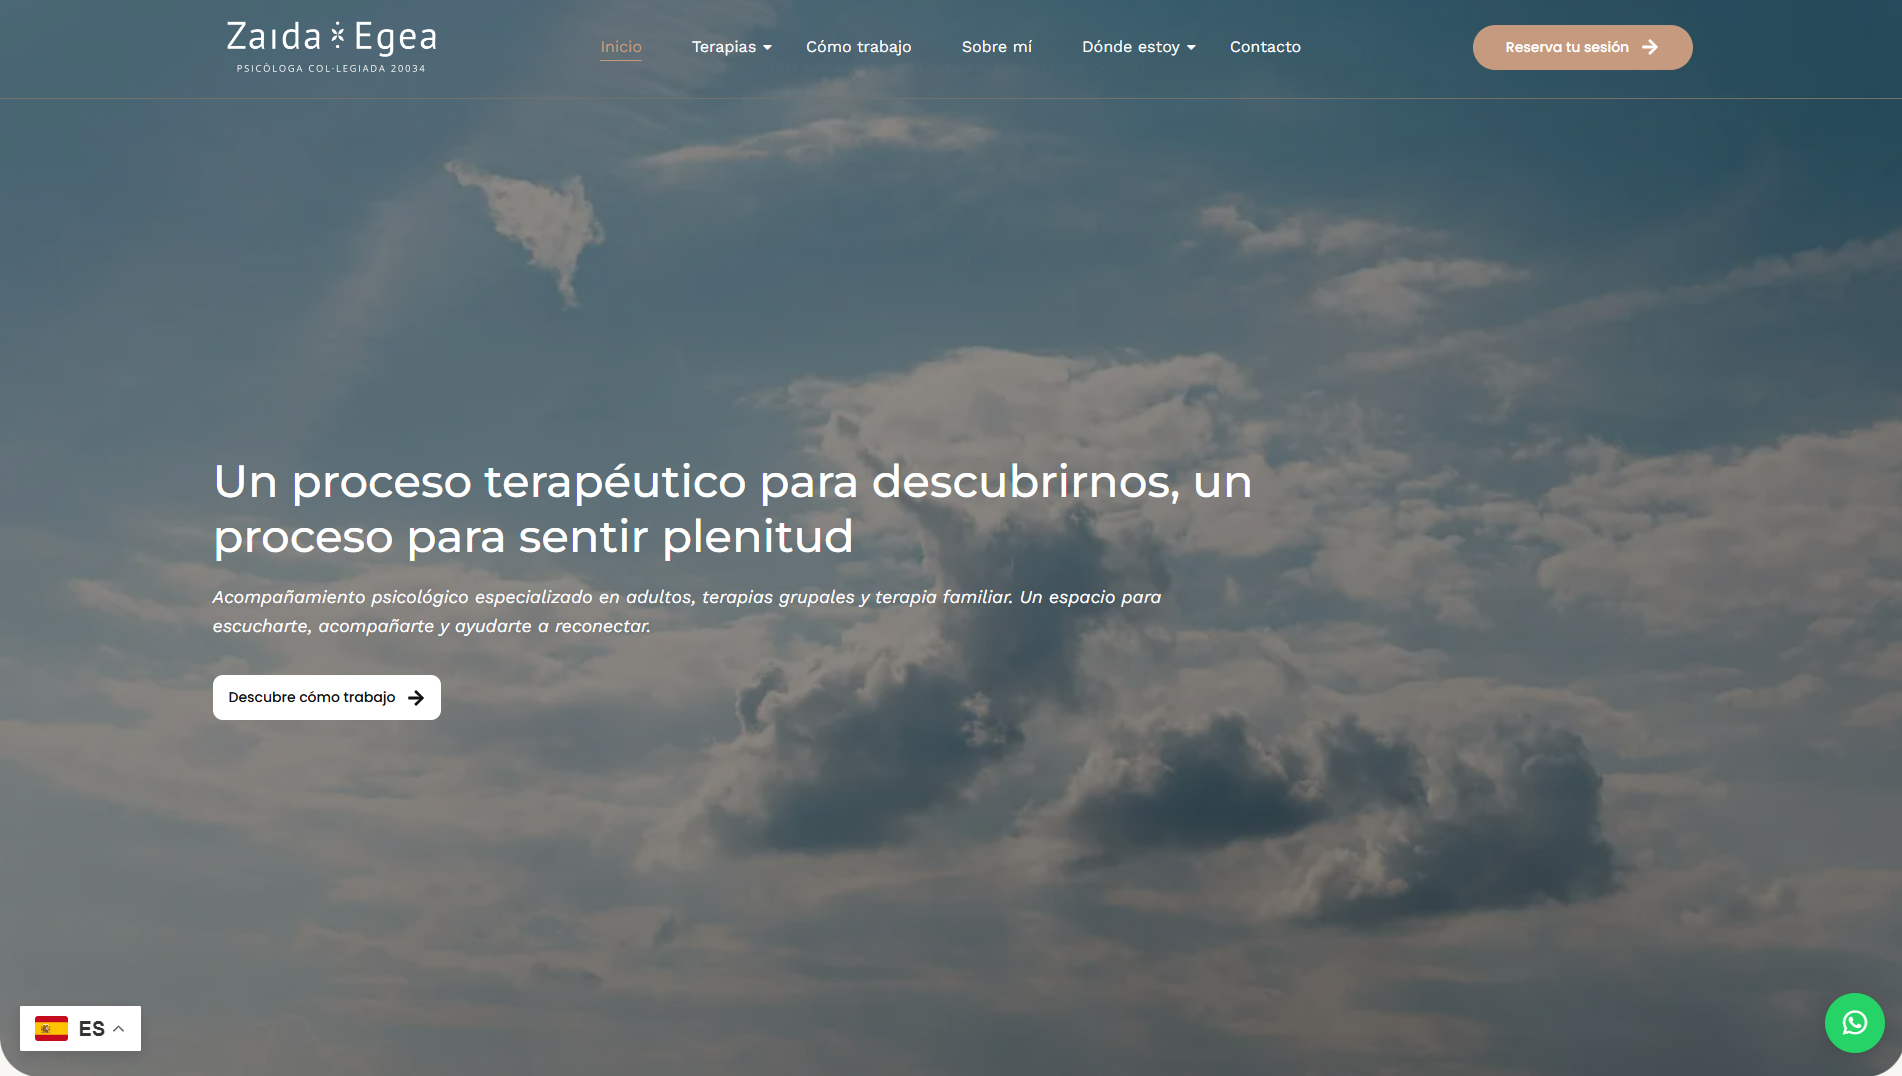 Zaida Egea
PSICÒLOGA COL·LEGIADA 20034
Inicio
Terapias
Cómo trabajo
Sobre mí
Dónde estoy
Contacto
Reserva tu sesión
Un proceso terapéutico para descubrirnos, un
proceso para sentir plenitud
Acompañamiento psicológico especializado en adultos, terapias grupales y terapia familiar. Un espacio para
escucharte, acompañarte y ayudarte a reconectar.
Descubre cómo trabajo
ES